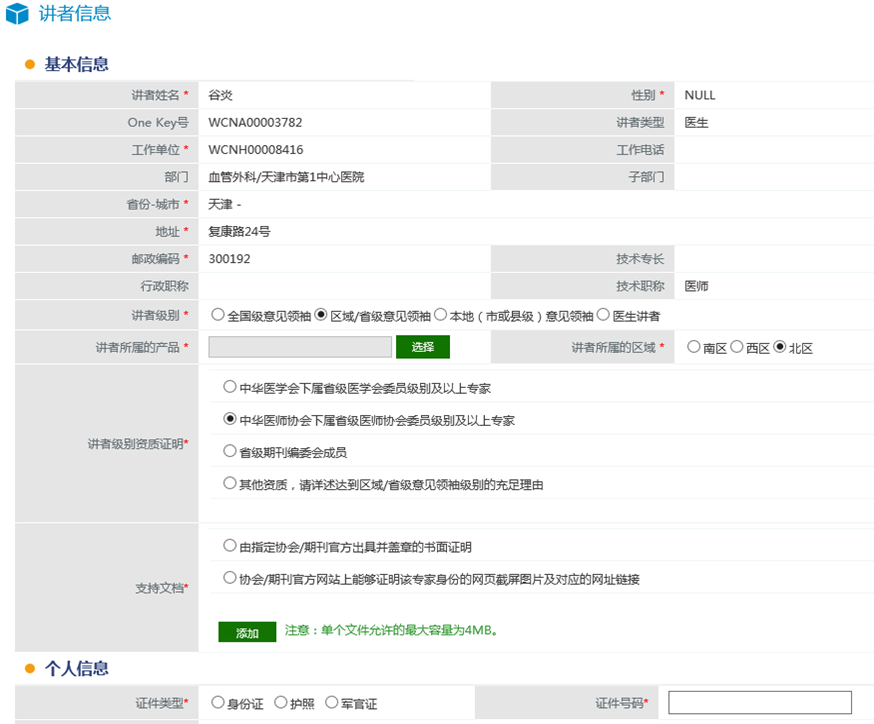 讲者信息
基本信息
讲者姓名* 谷炎 性别* NULL
One Key号 WCNA00003782 讲者类型 医生
工作单位* WCNH00008416 工作电话
部门 血管外科/天津市第1中心医院 子部门
省份-城市* 天津 -
地址* 复康路24号
邮政编码* 300192 技术专长
行政职称 技术职称 医师
讲者级别* 全国级意见领袖 区域/省级意见领袖 本地（市或县级）意见领袖 医生讲者
讲者所属的产品* 选择 讲者所属的区域* 南区 西区 北区
中华医学会下属省级医学会委员级别及以上专家
中华医师协会下属省级医师协会委员级别及以上专家
讲者级别资质证明*
省级期刊编委会成员
其他资质，请详述达到区域/省级意见领袖级别的充足理由
由指定协会/期刊官方出具并盖章的书面证明
协会/期刊官方网站上能够证明该专家身份的网页截屏图片及对应的网址链接
支持文档*
添加 注意：单个文件允许的最大容量为4MB。
个人信息
证件类型* 身份证 护照 军官证 证件号码*